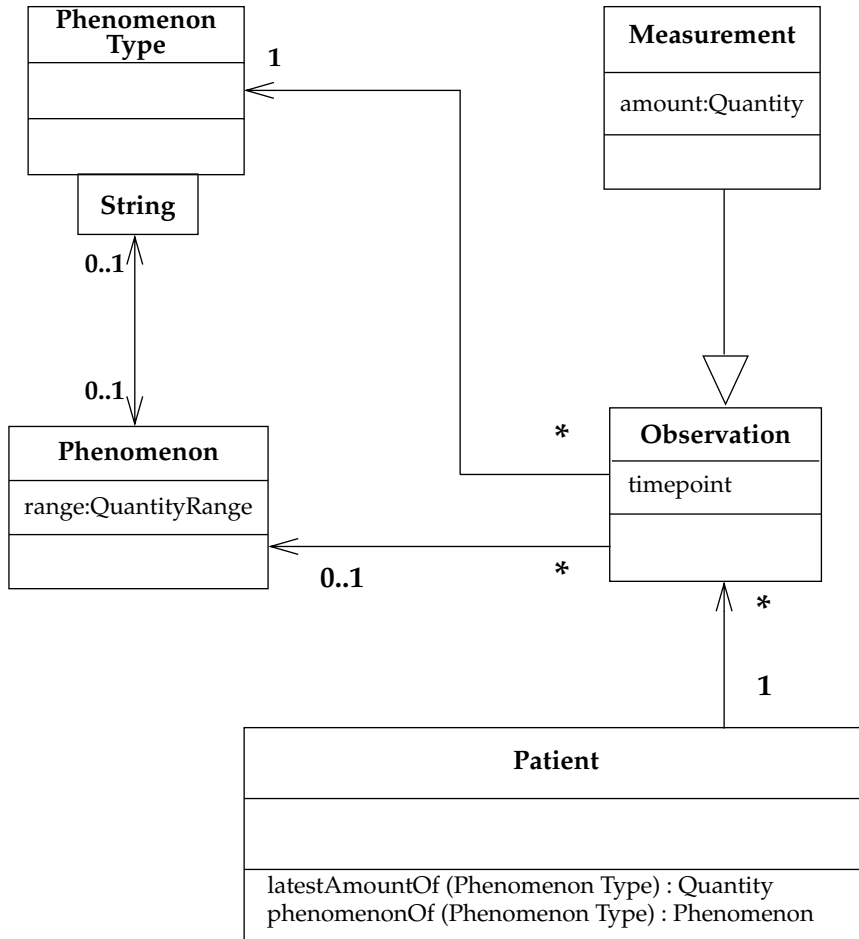 Phenomenon
Type
1
Measurement
amount:Quantity
String
0..1
0..1
Phenomenon
range:QuantityRange
*
Observation
timepoint
0..1
*
*
1
Patient
latestAmountOf (Phenomenon Type) : Quantity
phenomenonOf (Phenomenon Type) : Phenomenon